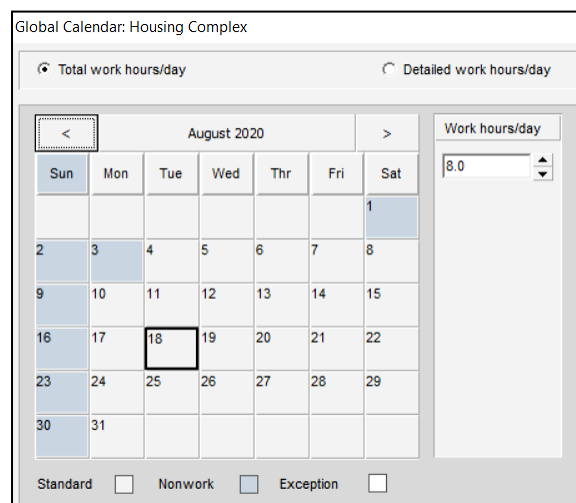 Global Calendar: Housing Complex
Total work hours/day Detailed work hours/day
< August 2020 > Work hours/day
Sun Mon Tue Wed Thr Fri Sat 8.0
1
2 3 4 5 6 7 8
9 10 11 12 13 14 15
16 17 18 19 20 21 22
23 24 25 26 27 28 29
30 31
Standard Nonwork Exception